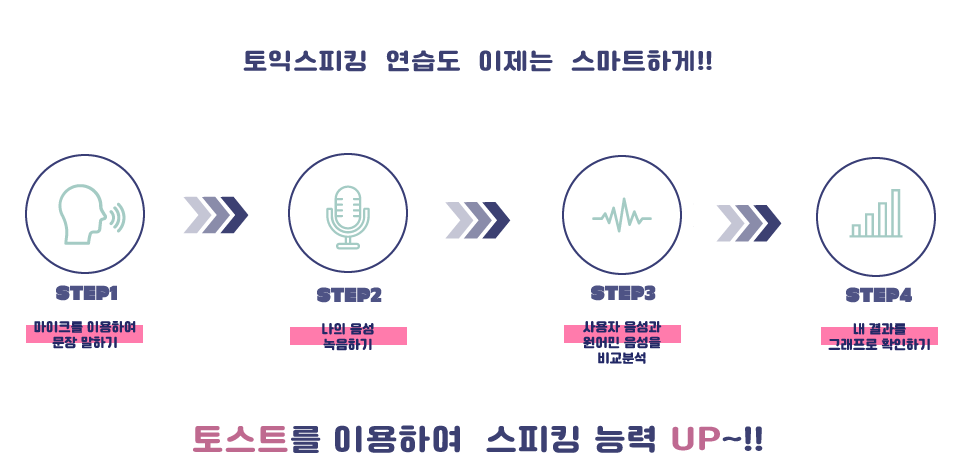 토익스피킹 연습도 이제는 스마트하게!!
STEP1
마이크를 이용하여
문장 말하기
STEP2
나의 음성
녹음하기
STEP3
사용자 음성과
원어민 음성을
비교분석
STEP4
내 결과를
그래프로 확인하기
토스트를 이용하여 스피킹 능력 UP~!!